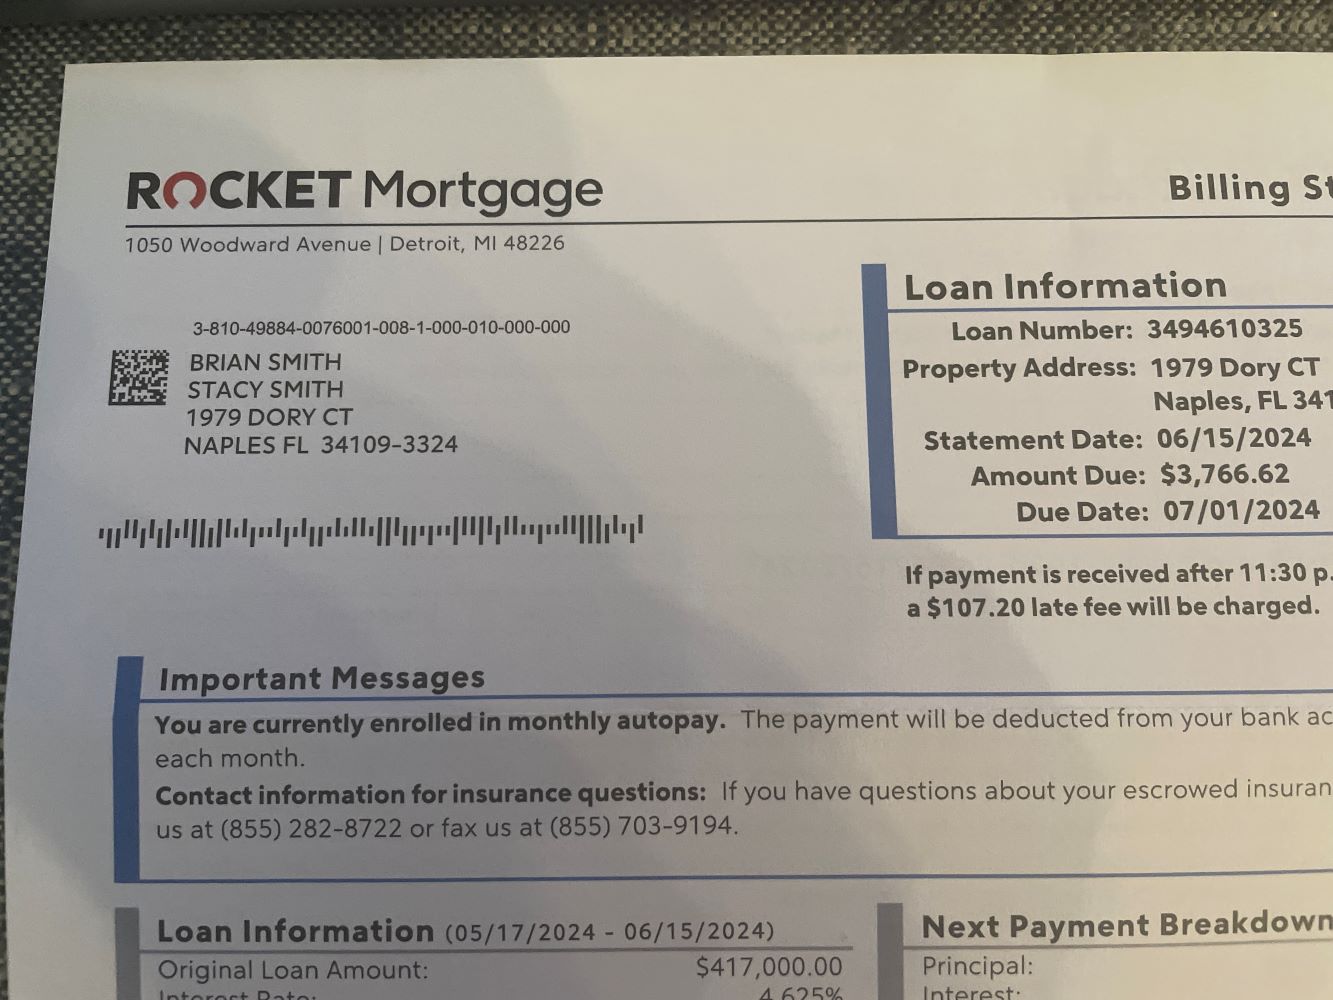 ROCKET Mortgage
1050 Woodward Avenue | Detroit, MI 48226
Billing
3-810-49884-0076001-008-1-000-010-000-000
BRIAN SMITH
STACY SMITH
1979 DORY CT
NAPLES FL 34109-3324
Loan Information
Loan Number: 3494610325
Property Address: 1979 Dory CT
Naples, FL 341
Statement Date: 06/15/2024
Amount Due: $3,766.62
Due Date: 07/01/2024
If payment is received after 11:30 p.
a $107.20 late fee will be charged.
Important Messages
You are currently enrolled in monthly autopay. The payment will be deducted from your bank ac
each month.
Contact information for insurance questions: If you have questions about your escrowed insuran
us at (855) 282-8722 or fax us at (855) 703-9194.
Loan Information (05/17/2024 - 06/15/2024)
Original Loan Amount: $417,000.00
Interest Rate: 4.625%
Next Payment Breakdown
Principal:
Interest: